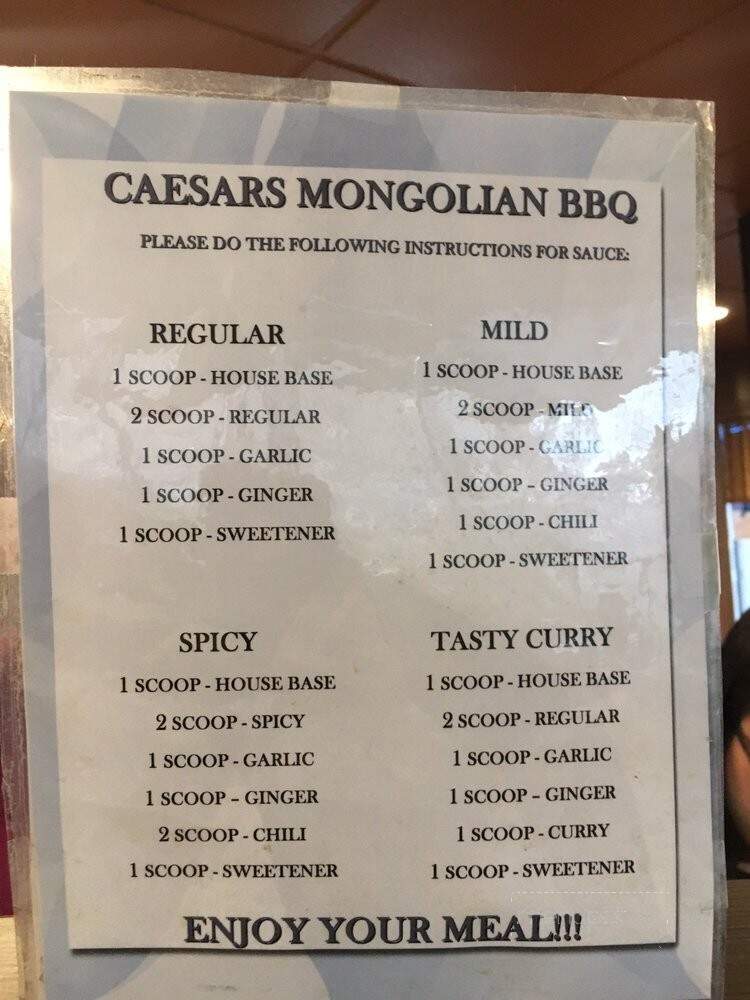 CAESARS MONGOLIAN BBQ
PLEASE DO THE FOLLOWING INSTRUCTIONS FOR SAUCE:
REGULAR
1 SCOOP - HOUSE BASE
2 SCOOP - REGULAR
1 SCOOP - GARLIC
1 SCOOP - GINGER
1 SCOOP - SWEETENER
MILD
1 SCOOP - HOUSE BASE
2 SCOOP - MILD
1 SCOOP - GARLIC
1 SCOOP – GINGER
1 SCOOP - CHILI
1 SCOOP - SWEETENER
SPICY
1 SCOOP - HOUSE BASE
2 SCOOP - SPICY
1 SCOOP - GARLIC
1 SCOOP – GINGER
2 SCOOP - CHILI
1 SCOOP - SWEETENER
TASTY CURRY
1 SCOOP - HOUSE BASE
2 SCOOP - REGULAR
1 SCOOP - GARLIC
1 SCOOP – GINGER
1 SCOOP - CURRY
1 SCOOP - SWEETENER
ENJOY YOUR MEAL!!!